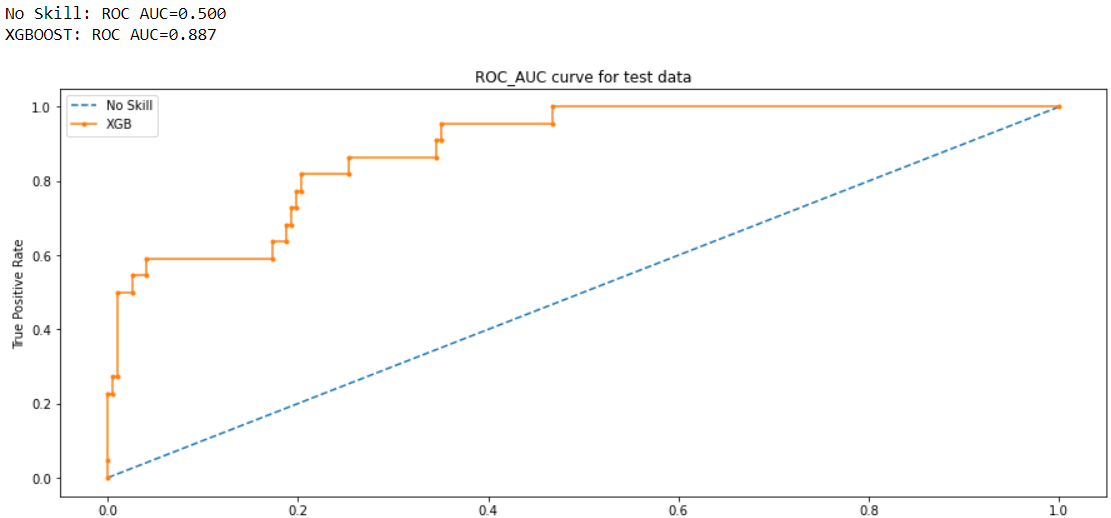 No Skill: ROC AUC=0.500
XGBOOST: ROC AUC=0.887
ROC_AUC curve for test data
No Skill
XGB
1.0
0.8
0.6
0.4
0.2
0.0
True Positive Rate
0.0 0.2 0.4 0.6 0.8 1.0